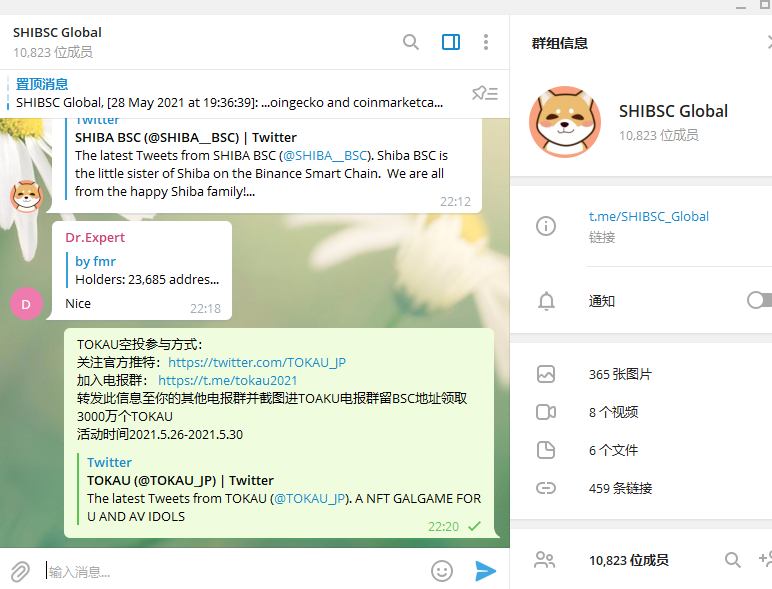 SHIBSC Global
10,823 位成员
置顶消息
SHIBSC Global, [28 May 2021 at 19:36:39]: ...oingecko and coinmarketca...
Twitter
SHIBA BSC (@SHIBA__BSC) | Twitter
The latest Tweets from SHIBA BSC (@SHIBA__BSC). Shiba BSC is
the little sister of Shiba on the Binance Smart Chain.  We are all
from the happy Shiba family!...
22:12
Dr.Expert
by fmr
Holders: 23,685 addres...
Nice
22:18
D
TOKAU空投参与方式：
关注官方推特：https://twitter.com/TOKAU_JP
加入电报群： https://t.me/tokau2021
转发此信息至你的其他电报群并截图进TOAKU电报群留BSC地址领取
3000万个TOKAU
活动时间2021.5.26-2021.5.30
Twitter
TOKAU (@TOKAU_JP) | Twitter
The latest Tweets from TOKAU (@TOKAU_JP). A NFT GALGAME FOR
U AND AV IDOLS
22:20
输入消息...
群组信息
SHIBSC Global
10,823 位成员
t.me/SHIBSC_Global
链接
通知
365 张图片
8 个视频
6 个文件
459 条链接
10,823 位成员